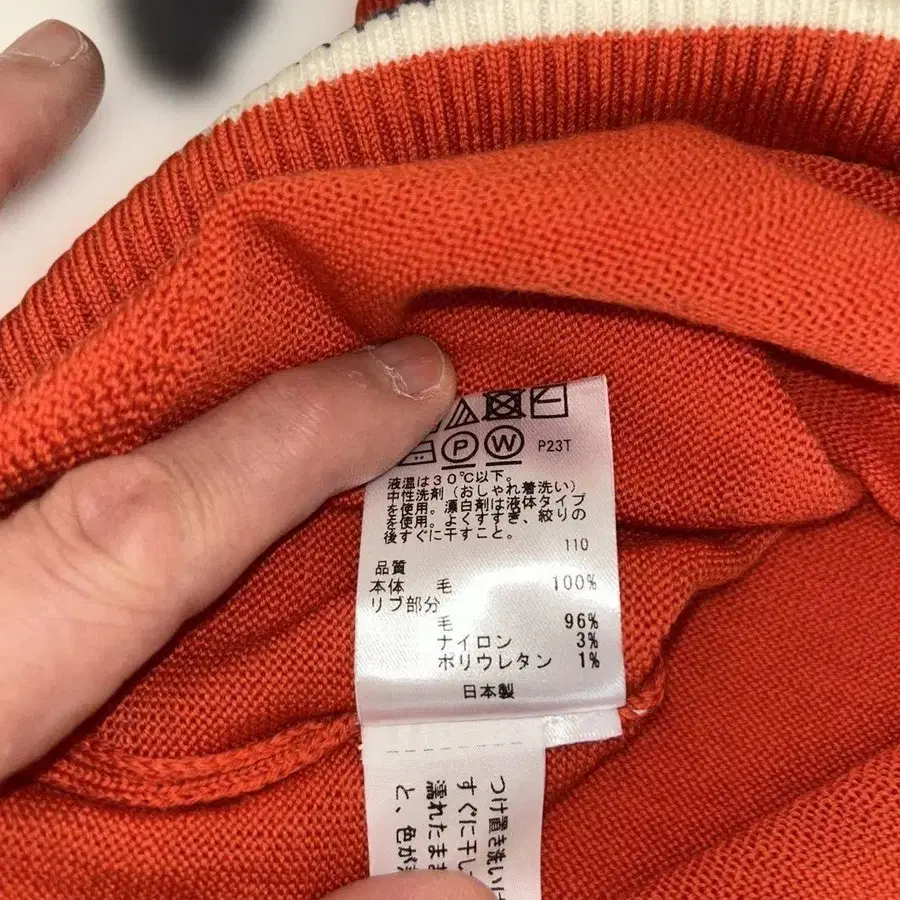 P W P23T
液温は30℃以下。
中性洗剤(おしゃれ着洗い)
を使用。漂白剤は液体タイプ
を使用。よくすすぎ、絞りの
後すぐに干すこと。
110
品質
本体 毛 100%
リブ部分
毛 96%
ナイロン 3%
ポリウレタン 1%
日本製
つけ置き洗いは
すぐに干し
濡れたまま
と、色が